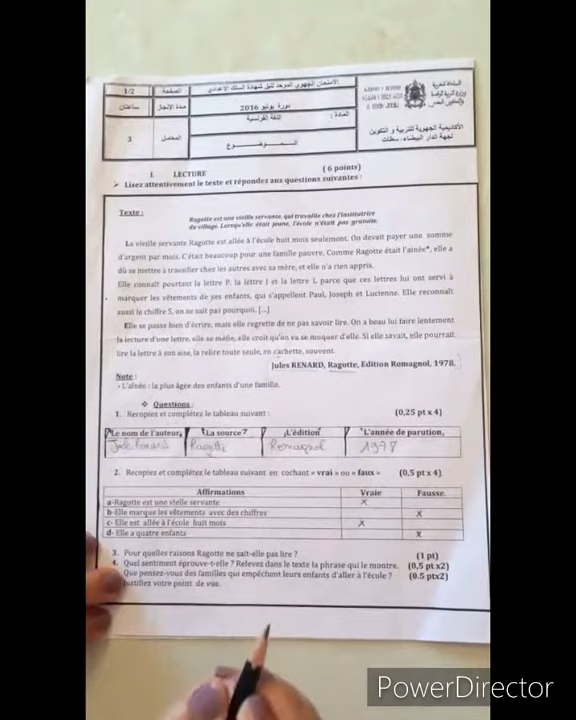 الامتحان الجهوي الموحد لنيل شهادة السلك الإعدادي
الصفحة
1/2
دورة يونيو 2016
مدة الإنجاز
ساعتان
المادة :
اللغة الفرنسية
المعامل
3
الموضوع
المملكة المغربية
الأكاديمية الجهوية للتربية و التكوين
لجهة الدار البيضاء- سطات
I. LECTURE (6 points)
➢ Lisez attentivement le texte et répondez aux questions suivantes :
Texte :
Ragotte est une vieille servante, qui travaille chez l'institutrice
du village. Lorsqu'elle était jeune, l'école n'était pas gratuite.
La vieille servante Ragotte est allée à l'école huit mois seulement. On devait payer une somme
d'argent par mois. C'était beaucoup pour une famille pauvre. Comme Ragotte était l'ainée*, elle a
dû se mettre à travailler chez les autres avec sa mère, et elle n'a rien appris.
Elle connaît pourtant la lettre P, la lettre J et la lettre L parce que ces lettres lui ont servi à
marquer les vêtements de ses enfants, qui s'appellent Paul, Joseph et Lucienne. Elle reconnaît
aussi le chiffre 5, on ne sait pas pourquoi. [...]
Elle se passe bien d'écrire, mais elle regrette de ne pas savoir lire. On a beau lui faire lentement
la lecture d'une lettre, elle se méfie, elle croit qu'on va se moquer d'elle. Si elle savait, elle pourrait
lire la lettre à son aise, la relire toute seule, en cachette, souvent.
Jules RENARD, Ragotte, Edition Romagnol, 1978.
Note :
• L'ainée : la plus âgée des enfants d'une famille.
❖ Questions :
1. Recopiez et complétez le tableau suivant : (0,25 pt x 4)
Le nom de l'auteur, La source? L'édition L'année de parution,
Jule Renard Ragotte Romagnol 1978
2. Recopiez et complétez le tableau suivant en cochant « vrai » ou « faux » (0,5 pt x 4)
Affirmations Vraie Fausse.
a-Ragotte est une vieille servante X
b-Elle marque les vêtements avec des chiffres X
c- Elle est allée à l'école huit mois X
d- Elle a quatre enfants X
3. Pour quelles raisons Ragotte ne sait-elle pas lire ? (1 pt)
4. Quel sentiment éprouve-t-elle ? Relevez dans le texte la phrase qui le montre. (0,5 pt x2)
Que pensez-vous des familles qui empêchent leurs enfants d'aller à l'école ? (0.5 ptx2)
Justifiez votre point de vue.
PowerDirector